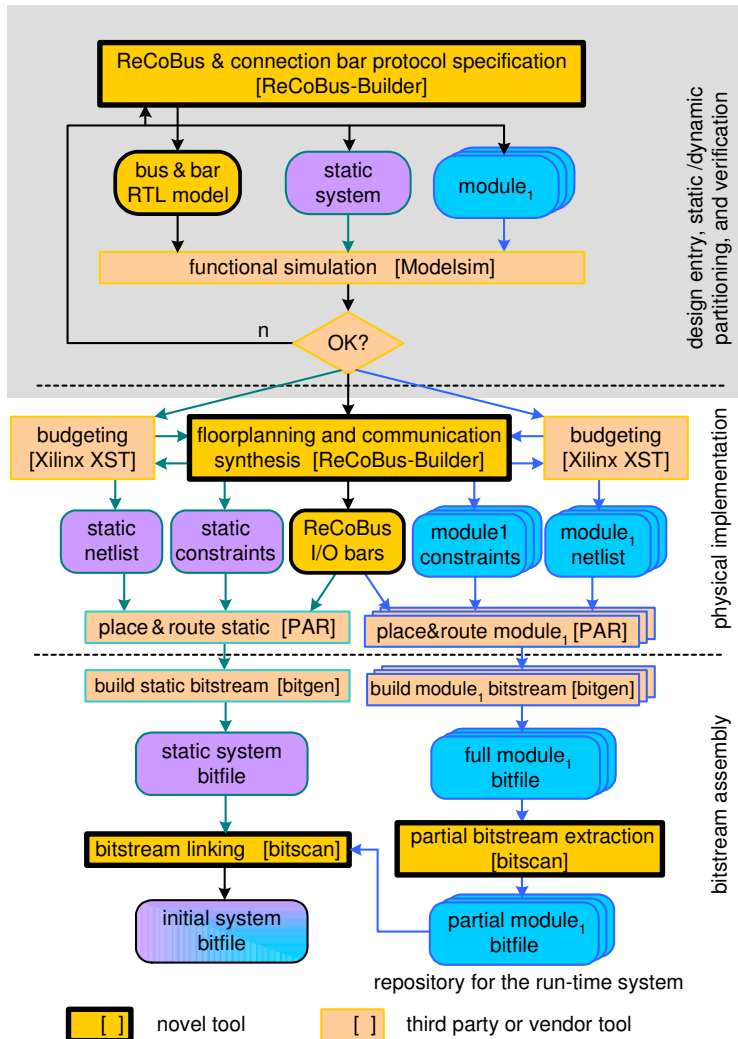 ReCoBus & connection bar protocol specification
[ReCoBus-Builder]
bus & bar
RTL model
static
system
module₁
functional simulation [Modelsim]
n
OK?
design entry, static /dynamic
partitioning, and verification
budgeting
[Xilinx XST]
floorplanning and communication
synthesis [ReCoBus-Builder]
budgeting
[Xilinx XST]
static
netlist
static
constraints
ReCoBus
I/O bars
module1
constraints
module₁
netlist
place & route static [PAR]
place&route module₁ [PAR]
physical implementation
build static bitstream [bitgen]
build module₁ bitstream [bitgen]
static system
bitfile
full module₁
bitfile
bitstream linking [bitscan]
partial bitstream extraction
[bitscan]
initial system
bitfile
partial module₁
bitfile
bitstream assembly
repository for the run-time system
[ ] novel tool
[ ] third party or vendor tool